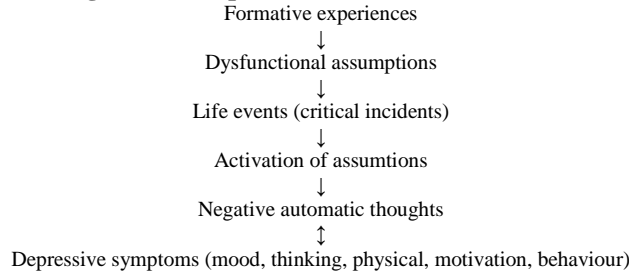 Formative experiences
↓
Dysfunctional assumptions
↓
Life events (critical incidents)
↓
Activation of assumtions
↓
Negative automatic thoughts
↕
Depressive symptoms (mood, thinking, physical, motivation, behaviour)